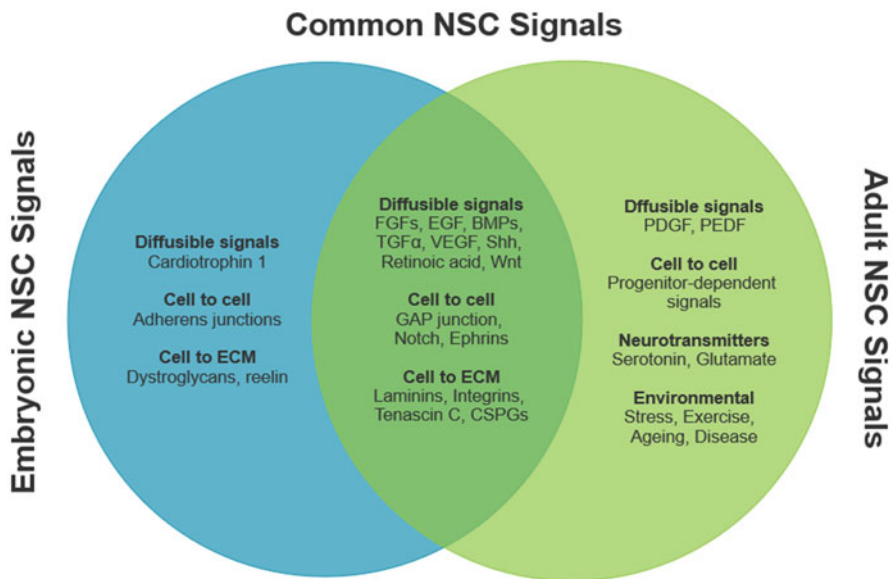 Common NSC Signals
Embryonic NSC Signals
Diffusible signals
Cardiotrophin 1
Cell to cell
Adherens junctions
Cell to ECM
Dystroglycans, reelin
Diffusible signals
FGFs, EGF, BMPs,
TGFα, VEGF, Shh,
Retinoic acid, Wnt
Cell to cell
GAP junction,
Notch, Ephrins
Cell to ECM
Laminins, Integrins,
Tenascin C, CSPGs
Dffusible signals
PDGF, PEDF
Cell to cell
Progenitor-dependent
signals
Neurotransmitters
Serotonin, Glutamate
Environmental
Stress, Exercise,
Ageing, Disease
Adult NSC Signals